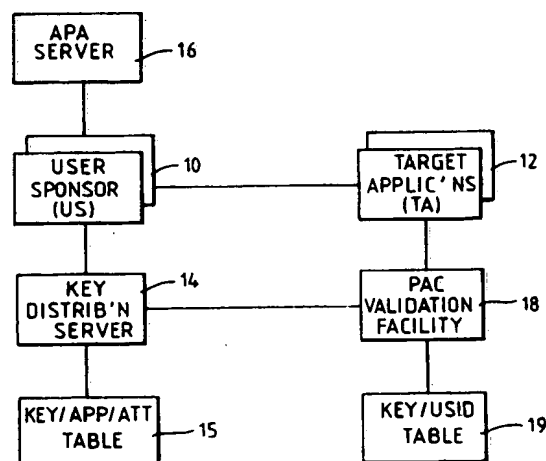 APA
SERVER
16
USER
SPONSOR
(US)
10
TARGET
APPLIC'NS
(TA)
12
KEY
DISTRIB'N
SERVER
14
PAC
VALIDATION
FACILITY
18
KEY/APP/ATT
TABLE
15
KEY/USID
TABLE
19